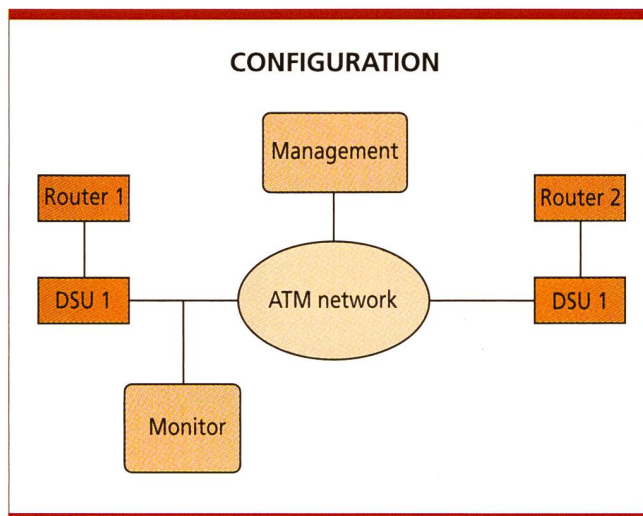 CONFIGURATION
Management
Router 1
Router 2
DSU 1
ATM network
DSU 1
Monitor